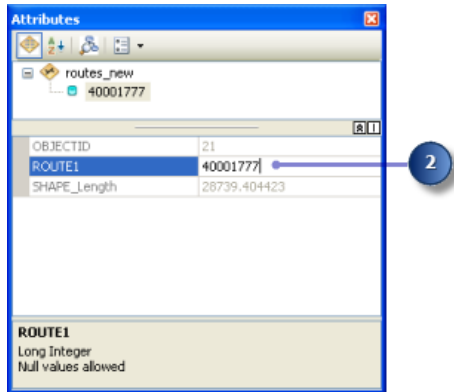 Attributes
routes_new
40001777
OBJECTID 21
ROUTE1 40001777
SHAPE_Length 28739.404423
2
ROUTE1
Long Integer
Null values allowed